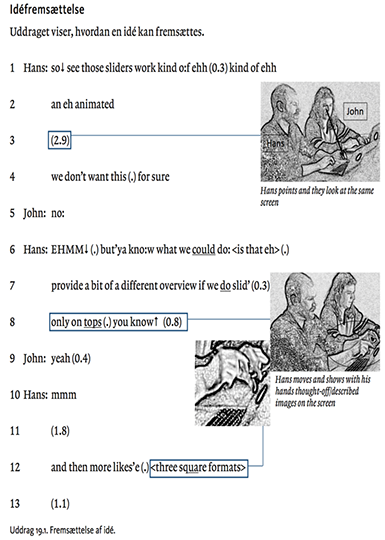 Idéfremsættelse
Uddraget viser, hvordan en idé kan fremsættes.
1 Hans: so↓ see those sliders work kind o:f ehh (0.3) kind of ehh
2 an eh animated
3 (2.9)
John
Hans
Hans points and they look at the same
screen
4 we don't want this (.) for sure
5 John: no:
6 Hans: EHMM↓ (.) but'ya kno:w what we could do: <is that eh> (.)
7 provide a bit of a different overview if we do slid' (0.3)
8 only on tops (.) you know↑ (0.8)
9 John: yeah (0.4)
Hans moves and shows with his
hands thought-off/described
images on the screen
10 Hans: mmm
11 (1.8)
12 and then more likes'e (.) <three square formats>
13 (1.1)
Uddrag 19.1. Fremsættelse af idé.